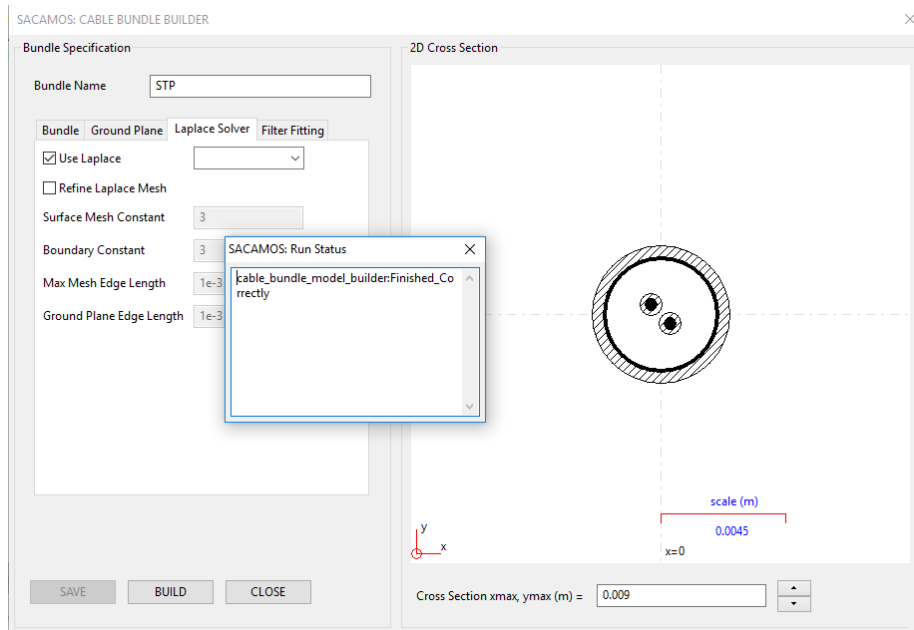 SACAMOS: CABLE BUNDLE BUILDER
Bundle Specification
Bundle Name
STP
Bundle
Ground Plane
Laplace Solver
Filter Fitting
Use Laplace
Refine Laplace Mesh
Surface Mesh Constant
3
Boundary Constant
3
Max Mesh Edge Length
1e-3
Ground Plane Edge Length
1e-3
SACAMOS: Run Status
cable_bundle_model_builder:Finished_Co
rrectly
SAVE
BUILD
CLOSE
2D Cross Section
scale (m)
0.0045
x=0
y
x
Cross Section xmax, ymax (m) =
0.009